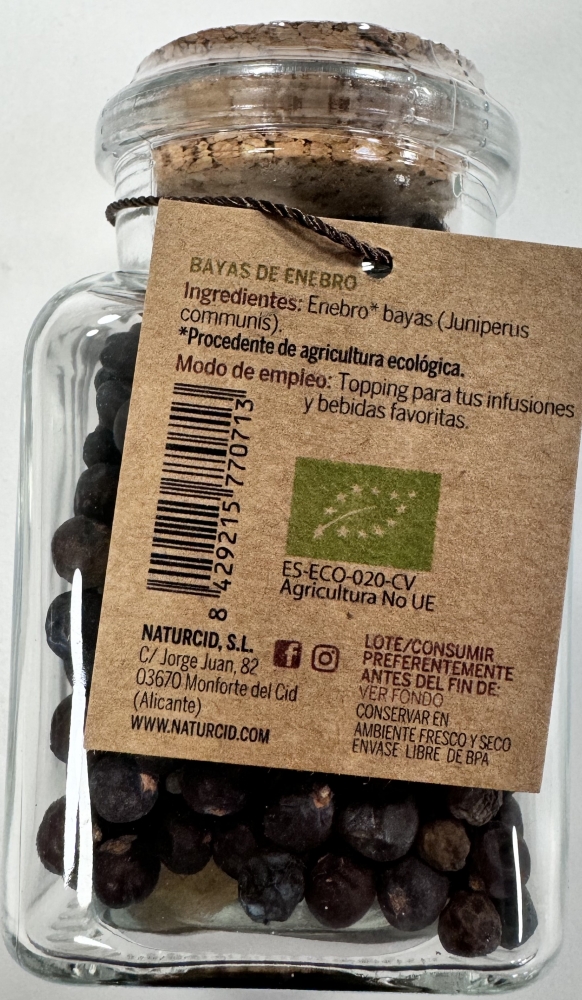 BAYAS DE ENEBRO
Ingredientes: Enebro* bayas (Juniperus
communis).
*Procedente de agricultura ecológica.
Modo de empleo: Topping para tus infusiones
y bebidas favoritas.
8 429215 770713
ES-ECO-020-CV
Agricultura No UE
NATURCID, S.L.
C/ Jorge Juan, 82
03670 Monforte del Cid
(Alicante)
WWW.NATURCID.COM
LOTE/CONSUMIR
PREFERENTEMENTE
ANTES DEL FIN DE:
VER FONDO
CONSERVAR EN
AMBIENTE FRESCO Y SECO
ENVASE LIBRE DE BPA